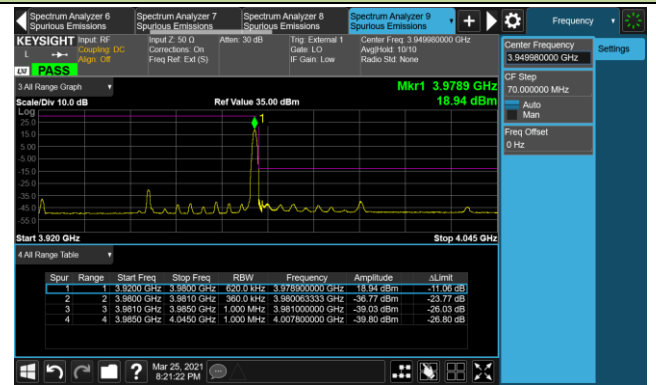 Spectrum Analyzer 6
Spurious Emissions
Spectrum Analyzer 7
Spurious Emissions
Spectrum Analyzer 8
Spurious Emissions
Spectrum Analyzer 9
Spurious Emissions
Frequency
KEYSIGHT Input: RF Input Z: 50 Ω Atten: 30 dB Trig: External 1 Center Freq: 3.949980000 GHz
L Coupling: DC Corrections: On Gate: LO Avg|Hold: 10/10
Align: Off Freq Ref: Ext (S) IF Gain: Low Radio Std: None
PASS
3 All Range Graph
Mkr1 3.9789 GHz
Scale/Div 10.0 dB Ref Value 35.00 dBm 18.94 dBm
Log
25.0
15.0
5.00
-5.00
-15.0
-25.0
-35.0
-45.0
-55.0
1
Start 3.920 GHz Stop 4.045 GHz
4 All Range Table
Spur Range Start Freq Stop Freq RBW Frequency Amplitude ΔLimit
1 1 3.9200 GHz 3.9800 GHz 620.0 kHz 3.978900000 GHz 18.94 dBm -11.06 dB
2 2 3.9800 GHz 3.9810 GHz 360.0 kHz 3.980063333 GHz -36.77 dBm -23.77 dB
3 3 3.9810 GHz 3.9850 GHz 1.000 MHz 3.981000000 GHz -39.03 dBm -26.03 dB
4 4 3.9850 GHz 4.0450 GHz 1.000 MHz 4.007800000 GHz -39.80 dBm -26.80 dB
Center Frequency
3.949980000 GHz
Settings
CF Step
70.000000 MHz
Auto
Man
Freq Offset
0 Hz
?
Mar 25, 2021
8:21:22 PM